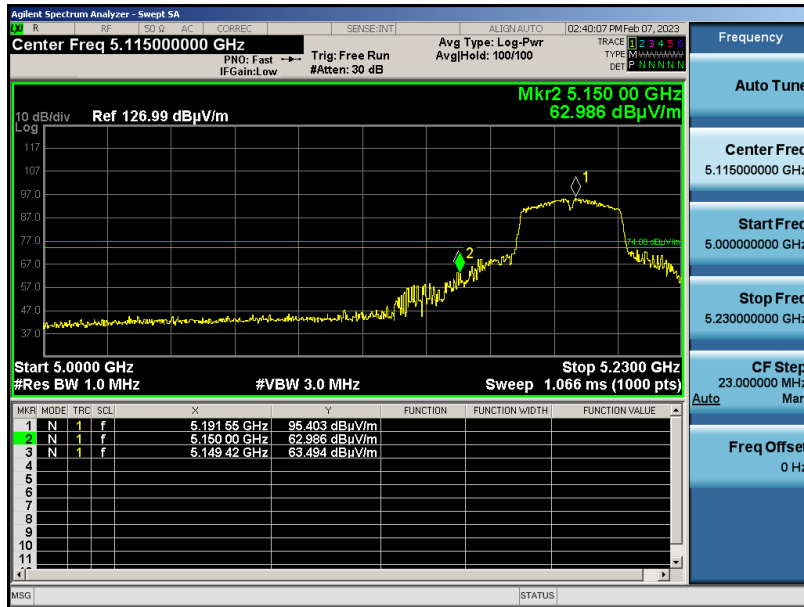 Agilent Spectrum Analyzer - Swept SA
LXI R RF 50 Ω AC CORREC SENSE:INT ALIGN AUTO 02:40:07 PM Feb 07, 2023
Center Freq 5.115000000 GHz
PNO: Fast
IFGain:Low
Trig: Free Run
#Atten: 30 dB
Avg Type: Log-Pwr
Avg|Hold: 100/100
TRACE 1 2 3 4 5 6
TYPE M
DET P N N N N N
Frequency
Mkr2 5.150 00 GHz
62.986 dBµV/m
10 dB/div Ref 126.99 dBµV/m
Log
117
107
97.0
87.0
77.0
67.0
57.0
47.0
37.0
1
2
74.00 dBµV/m
Start 5.0000 GHz Stop 5.2300 GHz
#Res BW 1.0 MHz #VBW 3.0 MHz Sweep 1.066 ms (1000 pts)
MKR MODE TRC SCL X Y FUNCTION FUNCTION WIDTH FUNCTION VALUE
1 N 1 f 5.191 55 GHz 95.403 dBµV/m
2 N 1 f 5.150 00 GHz 62.986 dBµV/m
3 N 1 f 5.149 42 GHz 63.494 dBµV/m
4
5
6
7
8
9
10
11
Auto Tune
Center Freq
5.115000000 GHz
Start Freq
5.000000000 GHz
Stop Freq
5.230000000 GHz
CF Step
23.000000 MHz
Auto Man
Freq Offset
0 Hz
MSG STATUS